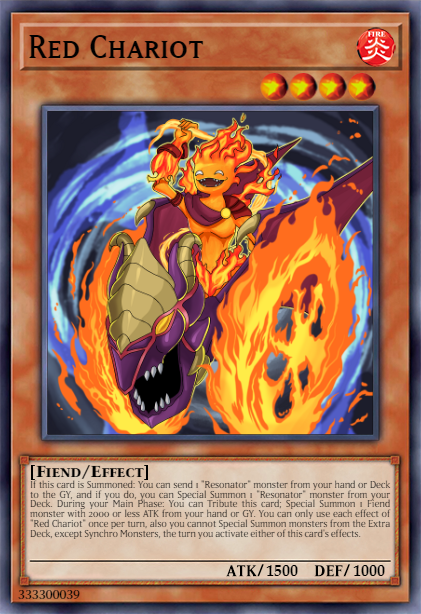 Red Chariot
FIRE
炎
[Fiend/Effect]
If this card is Summoned: You can send 1 "Resonator" monster from your hand or
Deck to the GY, and if you do, you can Special Summon 1 "Resonator" monster from
your Deck. During your Main Phase: You can Tribute this card; Special Summon 1 Fiend
monster with 2000 or less ATK from your hand or GY. You can only use each effect of
"Red Chariot" once per turn, also you cannot Special Summon monsters from the Extra
Deck, except Synchro Monsters, the turn you activate either of this card's effects.
ATK/1500 DEF/1000
333300039